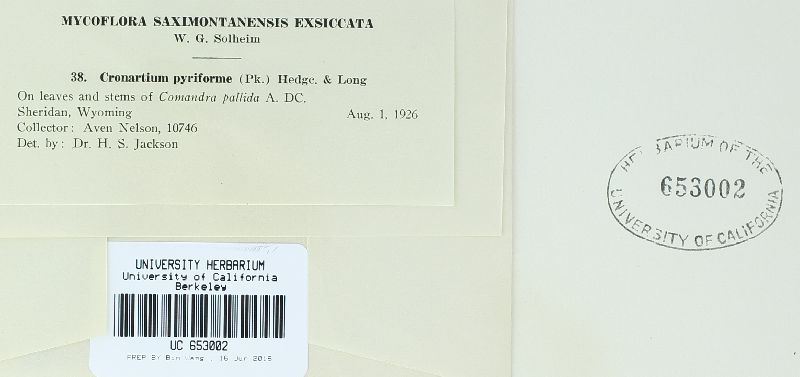 MYCOFLORA SAXIMONTANENSIS EXSICCATA
W. G. Solheim
38. Cronartium pyriforme (Pk.) Hedgc. & Long
On leaves and stems of Comandra pallida A. DC.
Sheridan, Wyoming Aug. 1, 1926
Collector: Aven Nelson, 10746
Det. by: Dr. H. S. Jackson
HERBARIUM OF THE
653002
UNIVERSITY OF CALIFORNIA
UNIVERSITY HERBARIUM
University of California
Berkeley
UC 653002
PREP BY